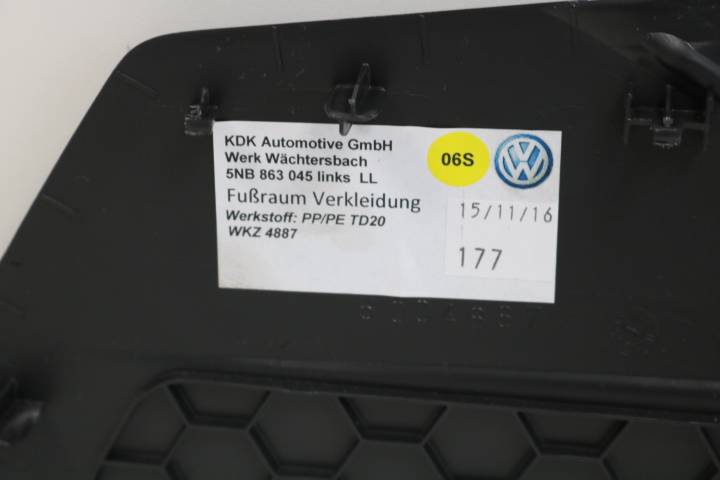 KDK Automotive GmbH
Werk Wächtersbach
5NB 863 045 links LL
Fußraum Verkleidung
Werkstoff: PP/PE TD20
WKZ 4887
06S
15/11/16
177